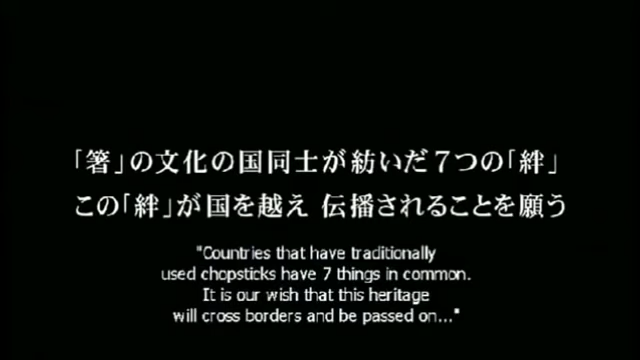 「箸」の文化の国同士が紡いだ７つの「絆」
この「絆」が国を越え 伝播されることを願う
"Countries that have traditionally
used chopsticks have 7 things in common.
It is our wish that this heritage
will cross borders and be passed on..."